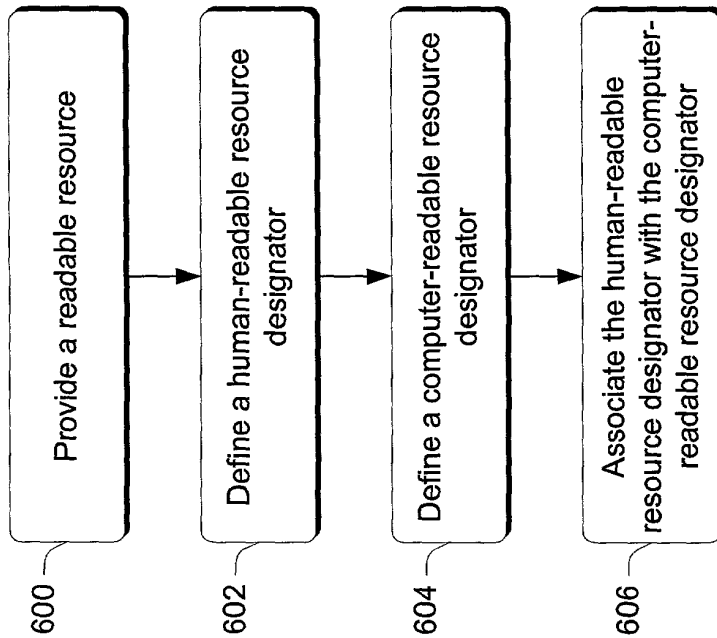 600
Provide a readable resource
602
Define a human-readable resource
designator
604
Define a computer-readable resource
designator
606
Associate the human-readable
resource designator with the computer-
readable resource designator